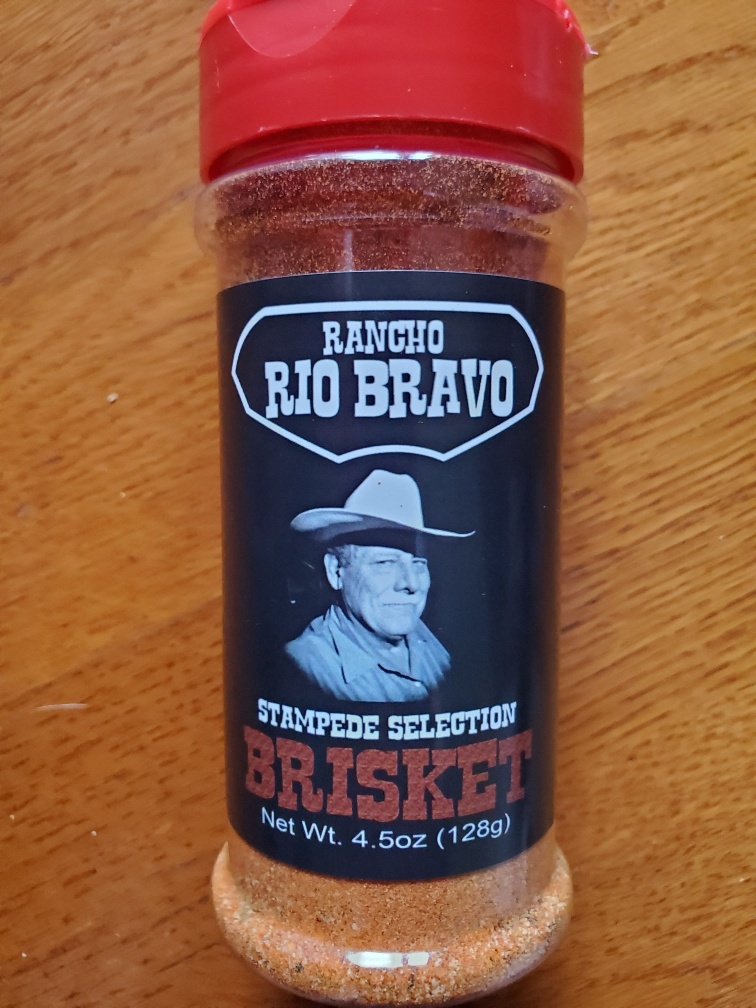 RANCHO
RIO BRAVO
STAMPEDE SELECTION
BRISKET
Net Wt. 4.5oz (128g)